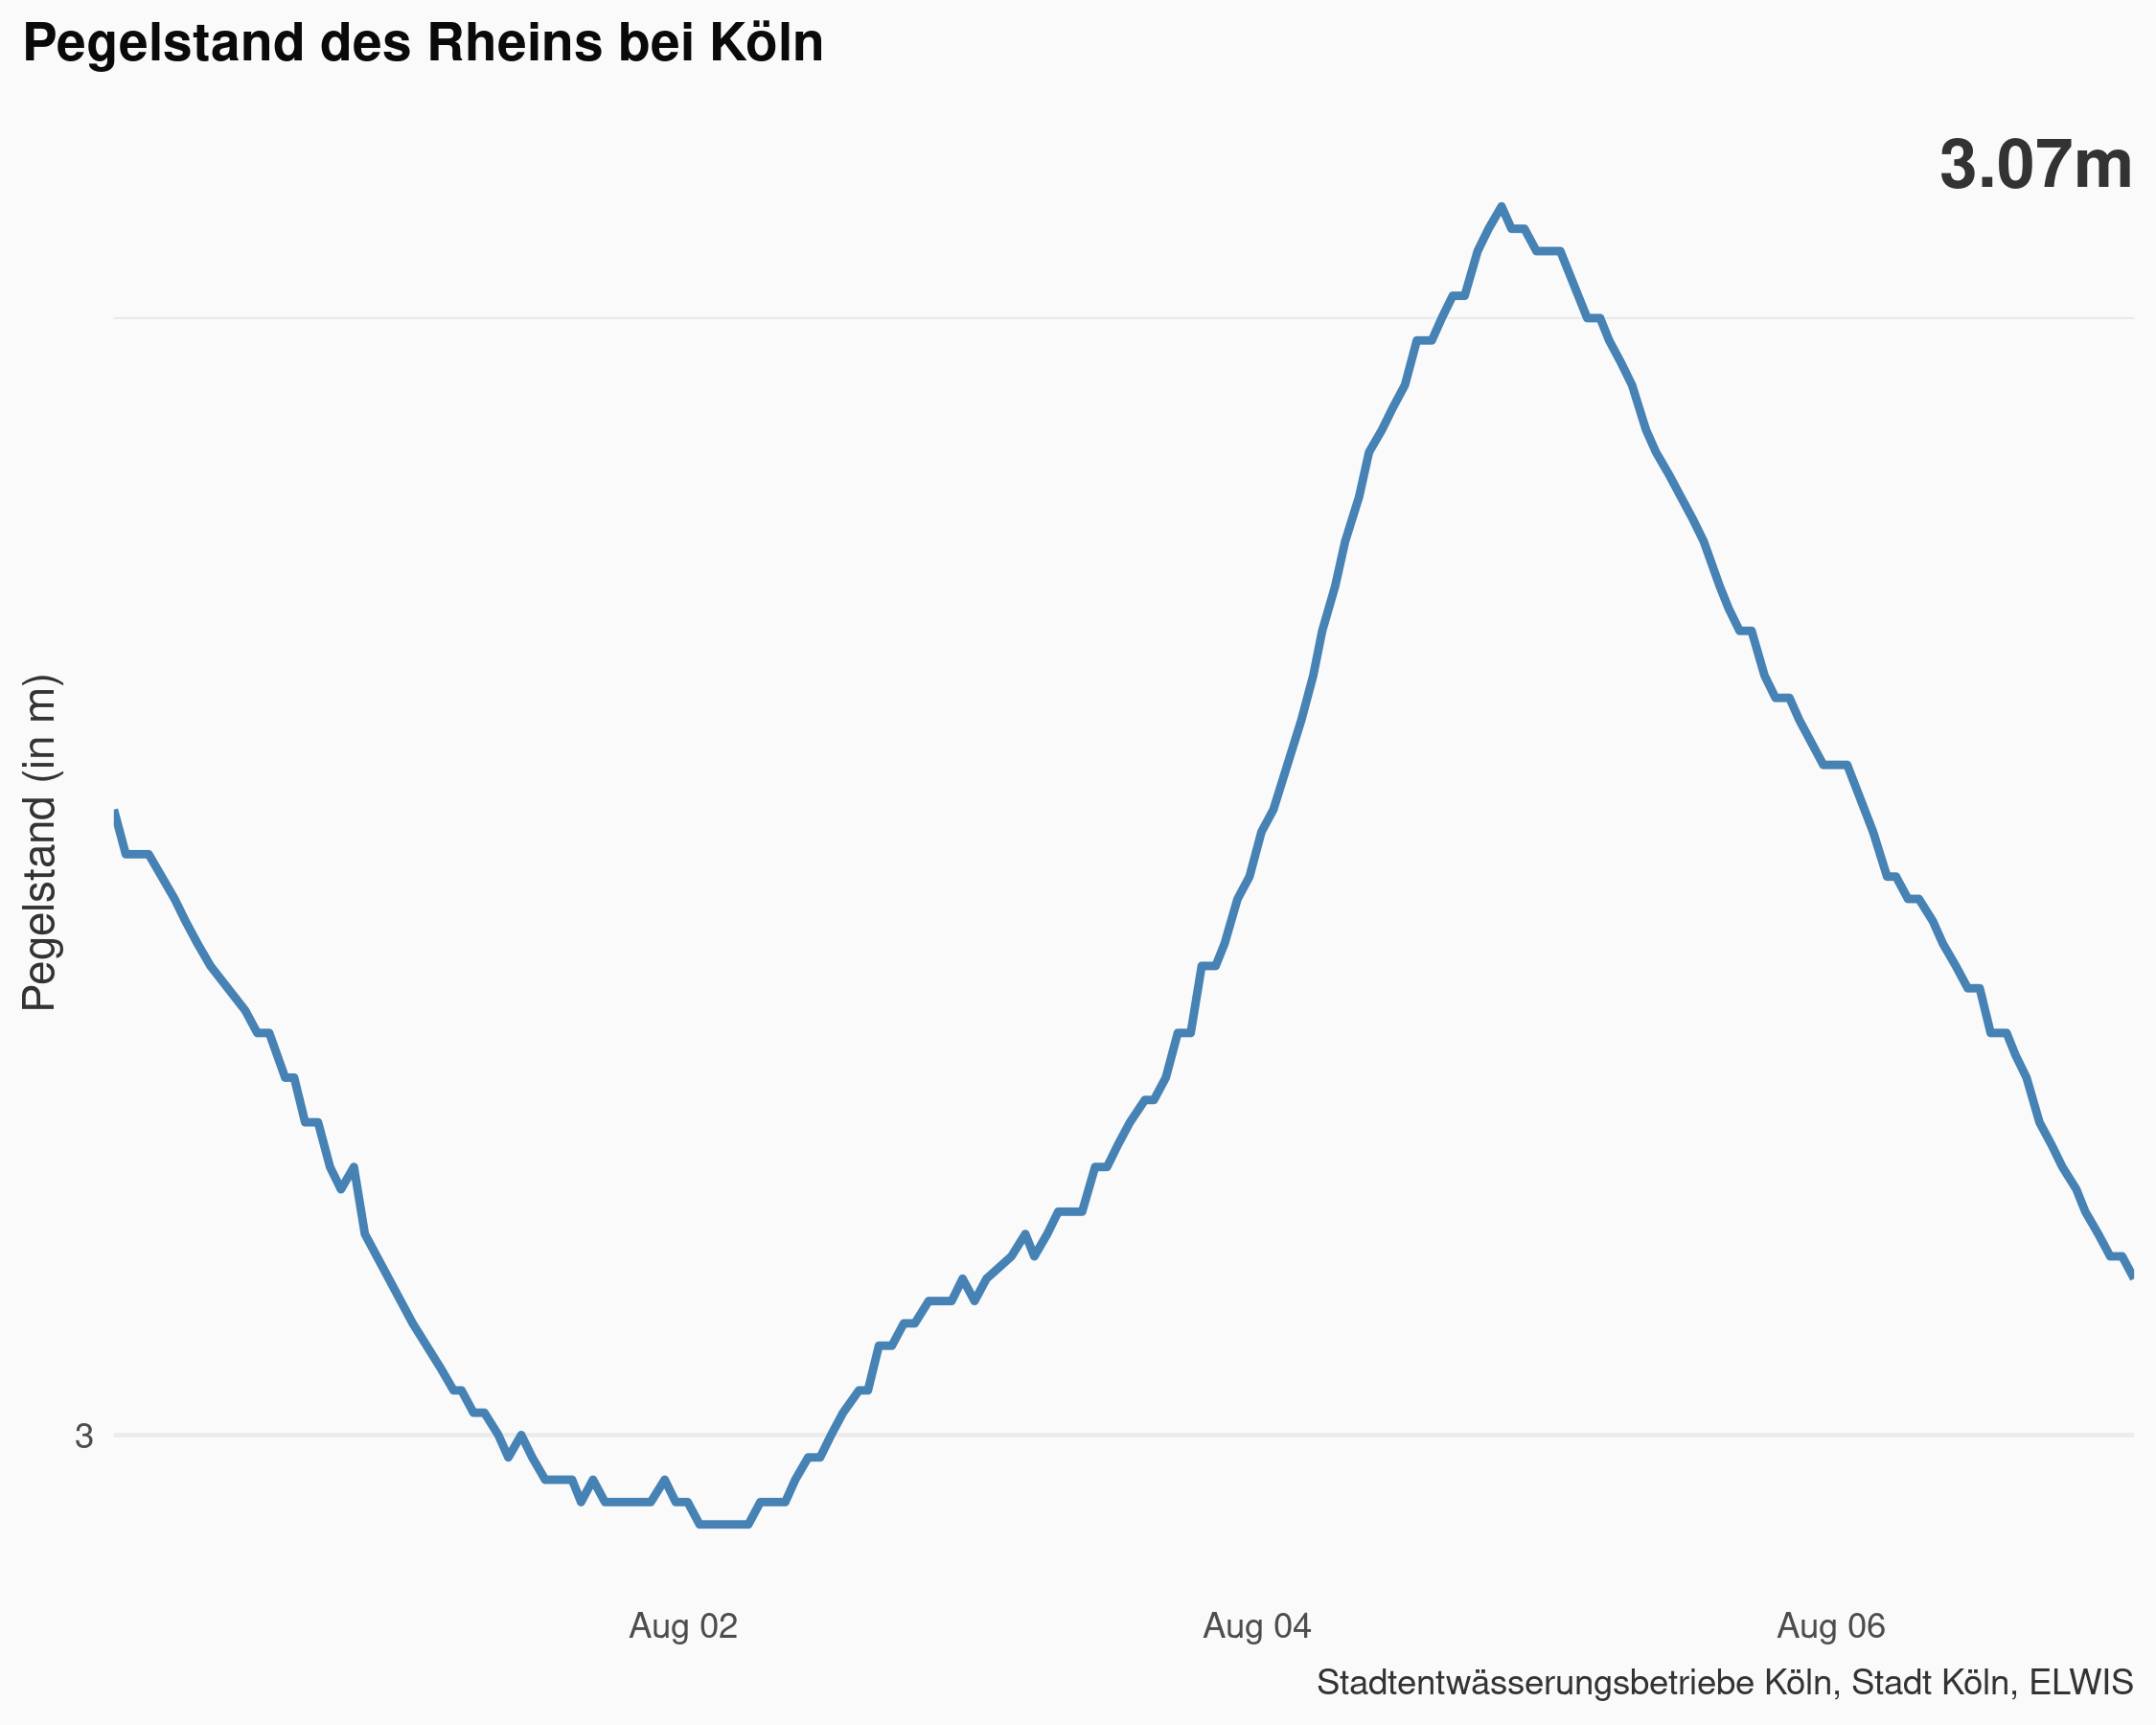 Pegelstand des Rheins bei Köln
3.07m
Pegelstand (in m)
3
Aug 02
Aug 04
Aug 06
Stadtentwässerungsbetriebe Köln, Stadt Köln, ELWIS